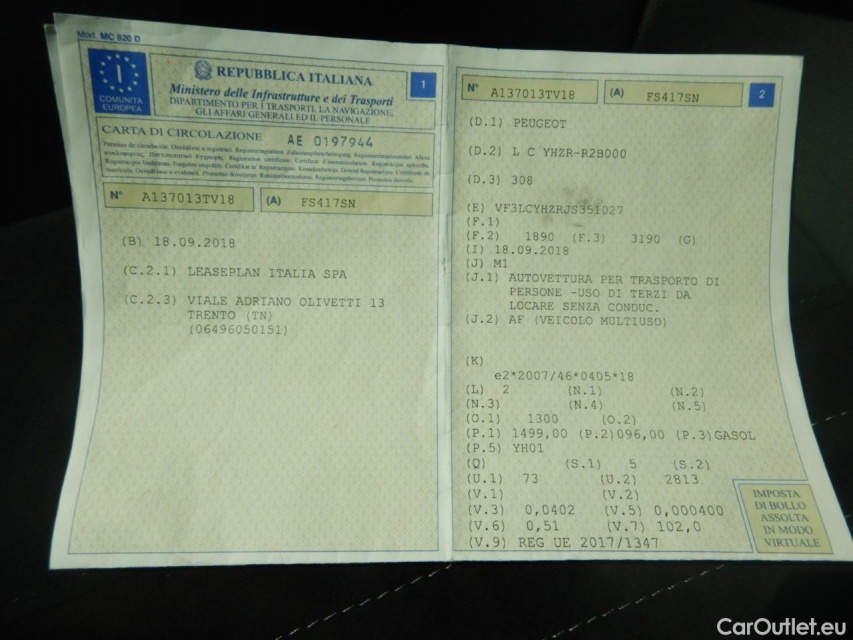 Mod. MC 820 D
COMUNITÀ
EUROPEA
I
REPUBBLICA ITALIANA
1
Ministero delle Infrastrutture e dei Trasporti
DIPARTIMENTO PER I TRASPORTI, LA NAVIGAZIONE,
GLI AFFARI GENERALI ED IL PERSONALE
CARTA DI CIRCOLAZIONE AE 0197944
N° A137013TV18 (A) FS417SN
(B) 18.09.2018
(C.2.1) LEASEPLAN ITALIA SPA
(C.2.3) VIALE ADRIANO OLIVETTI 13
TRENTO (TN)
(06496050151)
N° A137013TV18 (A) FS417SN 2
(D.1) PEUGEOT
(D.2) L C YHZR-R2B000
(D.3) 308
(E) VF3LCYHZRJS351027
(F.1)
(F.2) 1890 (F.3) 3190 (G)
(I) 18.09.2018
(J) M1
(J.1) AUTOVETTURA PER TRASPORTO DI
PERSONE -USO DI TERZI DA
LOCARE SENZA CONDUC.
(J.2) AF (VEICOLO MULTIUSO)
(K)
e2*2007/46*0405*18
(L) 2 (N.1) (N.2)
(N.3) (N.4) (N.5)
(O.1) 1300 (O.2)
(P.1) 1499,00 (P.2)096,00 (P.3)GASOL
(P.5) YH01
(Q) (S.1) 5 (S.2)
(U.1) 73 (U.2) 2813
(V.1) (V.2)
(V.3) 0,0402 (V.5) 0,000400
(V.6) 0,51 (V.7) 102,0
(V.9) REG UE 2017/1347
IMPOSTA
DI BOLLO
ASSOLTA
IN MODO
VIRTUALE
CarOutlet.eu